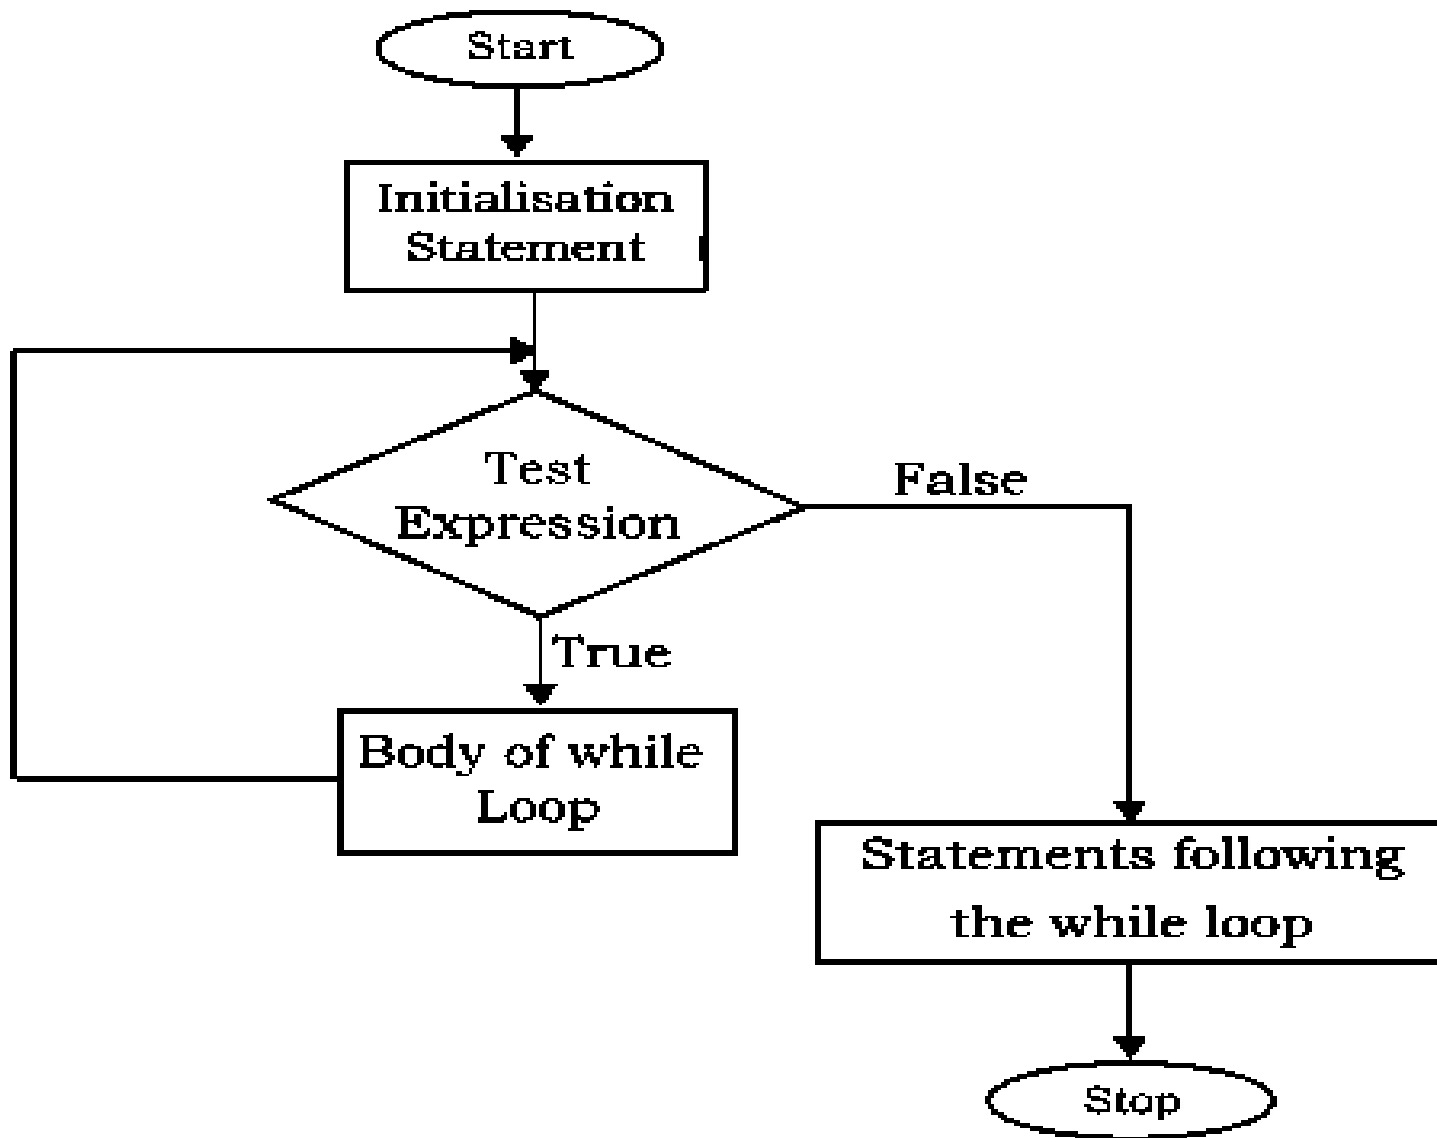 Start
Initialisation
Statement
Test
Expression
False
True
Body of while
Loop
Statements following
the while loop
Stop